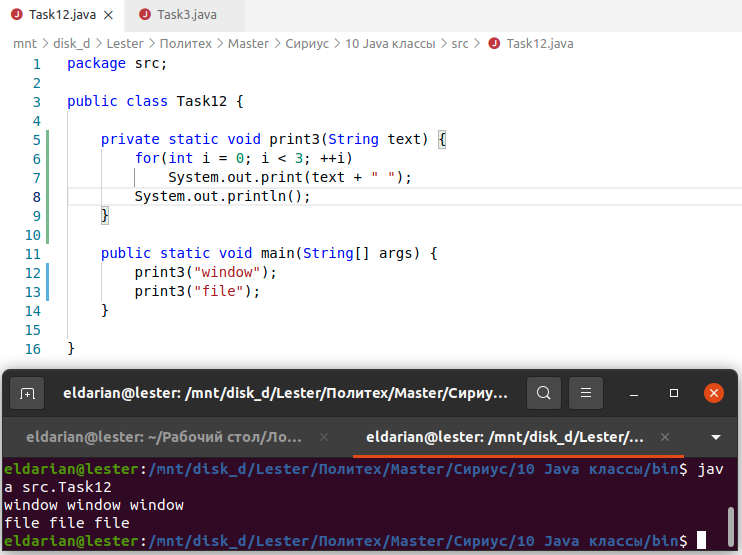 Task12.java × Task3.java
mnt > disk_d > Lester > Политех > Master > Сириус > 10 Java классы > src > Task12.java
1 package src;
2
3 public class Task12 {
4
5     private static void print3(String text) {
6         for(int i = 0; i < 3; ++i)
7             System.out.print(text + " ");
8         System.out.println();
9     }
10
11     public static void main(String[] args) {
12         print3("window");
13         print3("file");
14     }
15
16 }
eldarian@lester: /mnt/disk_d/Lester/Политех/Master/Сириу...
eldarian@lester: ~/Рабочий стол/Ло... × eldarian@lester: /mnt/disk_d/Lester/... ×
eldarian@lester:/mnt/disk_d/Lester/Политех/Master/Сириус/10 Java классы/bin$ jav
a src.Task12
window window window
file file file
eldarian@lester:/mnt/disk_d/Lester/Политех/Master/Сириус/10 Java классы/bin$